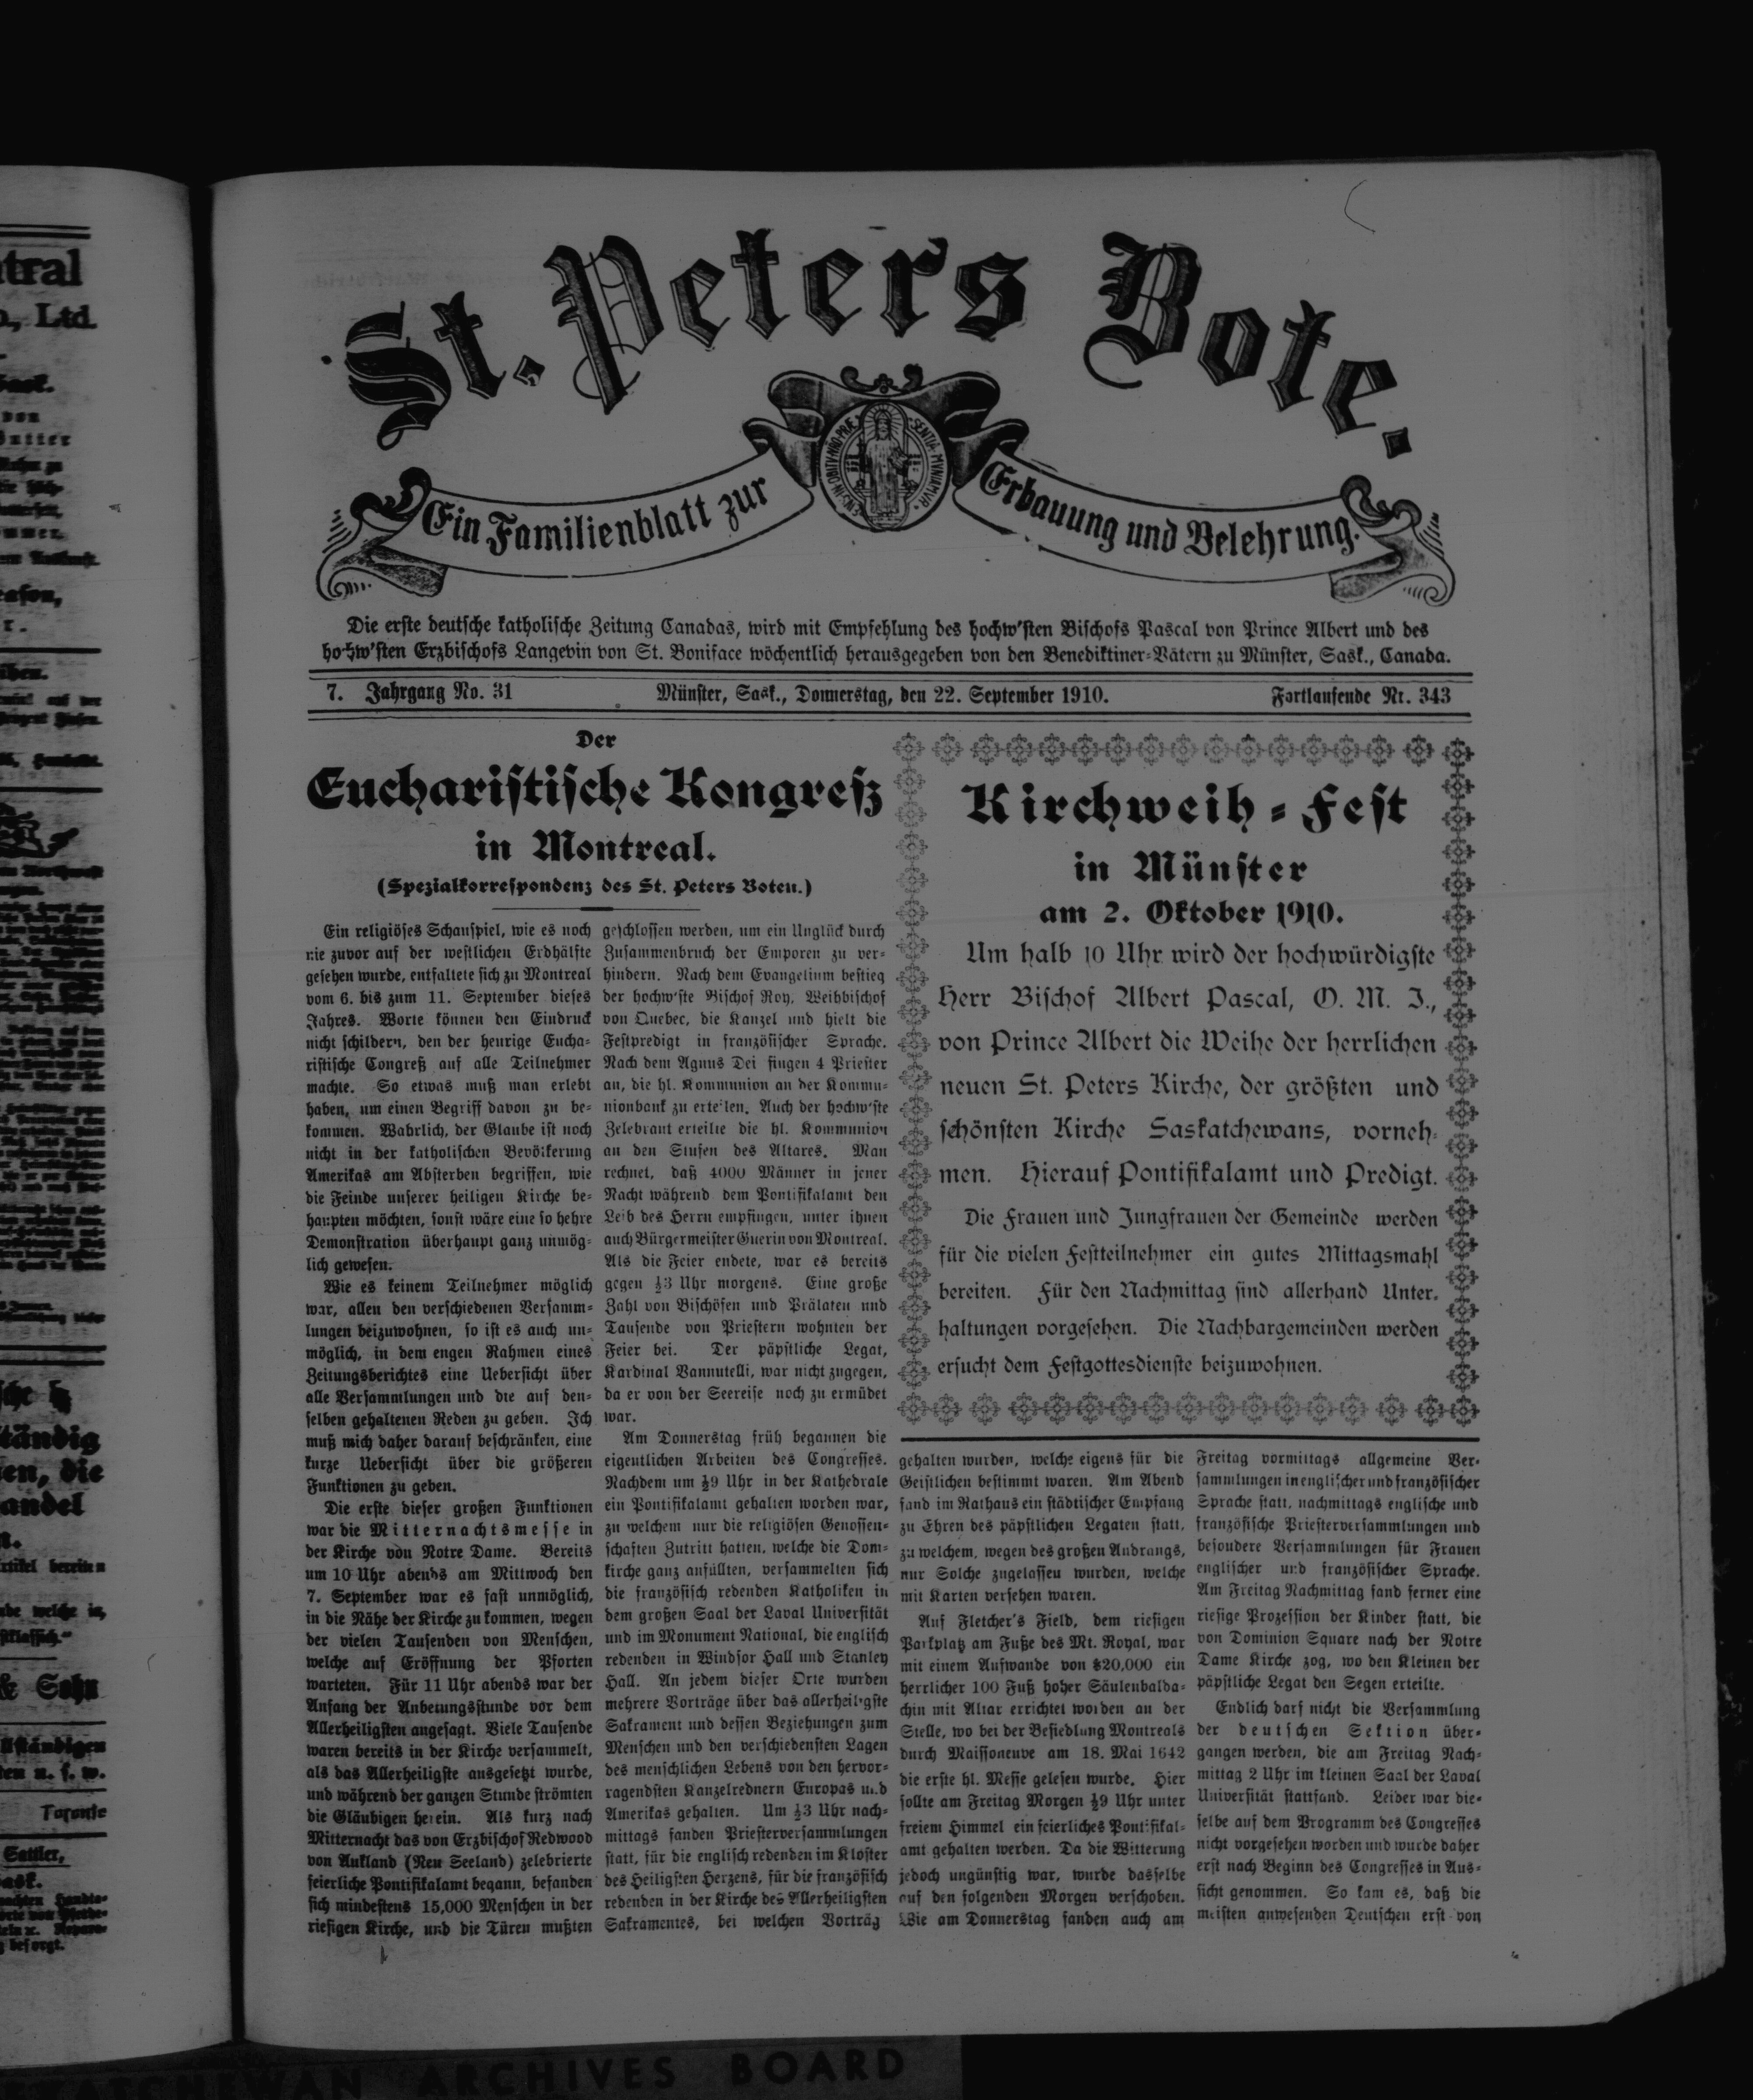 St. Peters Bote.
Ein Familienblatt zur Erbauung und Belehrung.
Die erste deutsche katholische Zeitung Canadas, wird mit Empfehlung des hochw'sten Bischofs Pascal von Prince Albert und des
hochw'sten Erzbischofs Langevin von St. Boniface wöchentlich herausgegeben von den Benediktiner-Vätern zu Münster, Sask., Canada.
7. Jahrgang No. 31 Münster, Sask., Donnerstag, den 22. September 1910. Fortlaufende Nr. 343
Der
Eucharistische Kongreß
in Montreal.
(Spezialkorrespondenz des St. Peters Boten.)
Ein religiöses Schauspiel, wie es noch
nie zuvor auf der westlichen Erdhälfte
gesehen wurde, entfaltete sich zu Montreal
vom 6. bis zum 11. September dieses
Jahres. Worte können den Eindruck
nicht schildern, den der heurige Eucha-
ristische Congreß auf alle Teilnehmer
machte. So etwas muß man erlebt
haben, um einen Begriff davon zu be-
kommen. Wahrlich, der Glaube ist noch
nicht in der katholischen Bevölkerung
Amerikas am Absterben begriffen, wie
die Feinde unserer heiligen Kirche be-
haupten möchten, sonst wäre eine so hehre
Demonstration überhaupt ganz unmög-
lich gewesen.
Wie es keinem Teilnehmer möglich
war, allen den verschiedenen Versamm-
lungen beizuwohnen, so ist es auch un-
möglich, in dem engen Rahmen eines
Zeitungsberichtes eine Uebersicht über
alle Versammlungen und die auf den-
selben gehaltenen Reden zu geben. Ich
muß mich daher darauf beschränken, eine
kurze Uebersicht über die größeren
Funktionen zu geben.
Die erste dieser großen Funktionen
war die Mitternachtsmesse in
der Kirche von Notre Dame. Bereits
um 10 Uhr abends am Mittwoch den
7. September war es fast unmöglich,
in die Nähe der Kirche zu kommen, wegen
der vielen Tausenden von Menschen,
welche auf Eröffnung der Pforten
warteten. Für 11 Uhr abends war der
Anfang der Anbetungsstunde vor dem
Allerheiligsten angesagt. Viele Tausende
waren bereits in der Kirche versammelt,
als das Allerheiligste ausgesetzt wurde,
und während der ganzen Stunde strömten
die Gläubigen herein. Als kurz nach
Mitternacht das von Erzbischof Redwood
von Aukland (Neu Seeland) zelebrierte
feierliche Pontifikalamt begann, befanden
sich mindestens 15,000 Menschen in der
riesigen Kirche, und die Türen mußten
geschlossen werden, um ein Unglück durch
Zusammenbruch der Emporen zu ver-
hindern. Nach dem Evangelium bestieg
der hochw'ste Bischof Roy, Weihbischof
von Quebec, die Kanzel und hielt die
Festpredigt in französischer Sprache.
Nach dem Agnus Dei fingen 4 Priester
an, die hl. Kommunion an der Kommu-
nionbank zu erteilen. Auch der hochw'ste
Zelebrant erteilte die hl. Kommunion
an den Stufen des Altares. Man
rechnet, daß 4000 Männer in jener
Nacht während dem Pontifikalamt den
Leib des Herrn empfingen, unter ihnen
auch Bürgermeister Guerin von Montreal.
Als die Feier endete, war es bereits
gegen ½3 Uhr morgens. Eine große
Zahl von Bischöfen und Prälaten und
Tausende von Priestern wohnten der
Feier bei. Der päpstliche Legat,
Kardinal Vannutelli, war nicht zugegen,
da er von der Seereise noch zu ermüdet
war.
Am Donnerstag früh begannen die
eigentlichen Arbeiten des Congresses.
Nachdem um ½9 Uhr in der Kathedrale
ein Pontifikalamt gehalten worden war,
zu welchem nur die religiösen Genossen-
schaften Zutritt hatten, welche die Dom-
kirche ganz anfüllten, versammelten sich
die französisch redenden Katholiken in
dem großen Saal der Laval Universität
und im Monument National, die englisch
redenden in Windsor Hall und Stanley
Hall. An jedem dieser Orte wurden
mehrere Vorträge über das allerheiligste
Sakrament und dessen Beziehungen zum
Menschen und den verschiedensten Lagen
des menschlichen Lebens von den hervor-
ragendsten Kanzelrednern Europas und
Amerikas gehalten. Um ½3 Uhr nach-
mittags fanden Priesterversammlungen
statt, für die englisch redenden im Kloster
des Heiligsten Herzens, für die französisch
redenden in der Kirche des Allerheiligsten
Sakramentes, bei welchen Vorträg
Kirchweih-Fest
in Münster
am 2. Oktober 1910.
Um halb 10 Uhr wird der hochwürdigste
Herr Bischof Albert Pascal, O. M. I.,
von Prince Albert die Weihe der herrlichen
neuen St. Peters Kirche, der größten und
schönsten Kirche Saskatchewans, vorneh-
men. Hierauf Pontifikalamt und Predigt.
Die Frauen und Jungfrauen der Gemeinde werden
für die vielen Festteilnehmer ein gutes Mittagsmahl
bereiten. Für den Nachmittag sind allerhand Unter-
haltungen vorgesehen. Die Nachbargemeinden werden
ersucht dem Festgottesdienste beizuwohnen.
gehalten wurden, welche eigens für die
Geistlichen bestimmt waren. Am Abend
fand im Rathaus ein städtischer Empfang
zu Ehren des päpstlichen Legaten statt,
zu welchem, wegen des großen Andrangs,
nur Solche zugelassen wurden, welche
mit Karten versehen waren.
Auf Fletcher's Field, dem riesigen
Parkplatz am Fuße des Mt. Royal, war
mit einem Aufwande von $20,000 ein
herrlicher 100 Fuß hoher Säulenbalda-
chin mit Altar errichtet worden an der
Stelle, wo bei der Besiedlung Montreals
durch Maissoneuve am 18. Mai 1642
die erste hl. Messe gelesen wurde. Hier
sollte am Freitag Morgen ½9 Uhr unter
freiem Himmel ein feierliches Pontifikal-
amt gehalten werden. Da die Witterung
jedoch ungünstig war, wurde dasselbe
auf den folgenden Morgen verschoben.
Wie am Donnerstag fanden auch am
Freitag vormittags allgemeine Ver-
sammlungen in englischer und französischer
Sprache statt, nachmittags englische und
französische Priesterversammlungen und
besondere Versammlungen für Frauen
englischer und französischer Sprache.
Am Freitag Nachmittag fand ferner eine
riesige Prozession der Kinder statt, die
von Dominion Square nach der Notre
Dame Kirche zog, wo den Kleinen der
päpstliche Legat den Segen erteilte.
Endlich darf nicht die Versammlung
der deutschen Sektion über-
gangen werden, die am Freitag Nach-
mittag 2 Uhr im kleinen Saal der Laval
Universität stattfand. Leider war die-
selbe auf dem Programm des Congresses
nicht vorgesehen worden und wurde daher
erst nach Beginn des Congresses in Aus-
sicht genommen. So kam es, daß die
meisten anwesenden Deutschen erst von
ARCHIVES BOARD